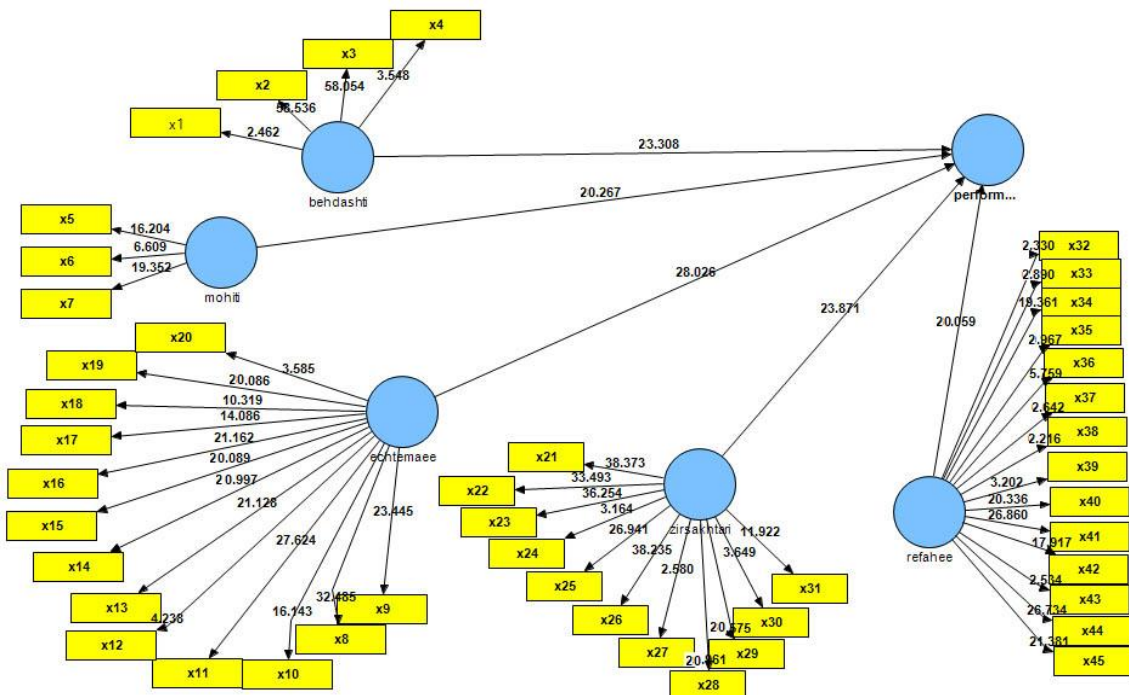 x4
x3
x2
x1
3.548
58.054
58.536
2.462
behdashti
23.308
perform...
x5
x6
x7
16.204
6.609
19.352
mohiti
20.267
28.026
23.871
20.059
x20
x19
x18
x17
x16
x15
x14
x13
x12
x11
x10
x8
x9
3.585
20.086
10.319
14.086
21.162
20.089
20.997
21.128
4.238
27.624
16.143
32.485
23.445
echtemaee
x21
x22
x23
x24
x25
x26
x27
x28
x29
x30
x31
38.373
33.493
36.254
3.164
26.941
38.235
2.580
20.575
3.649
11.922
zirsakhtari
x32
x33
x34
x35
x36
x37
x38
x39
x40
x41
x42
x43
x44
x45
2.330
2.890
19.361
2.967
5.759
2.642
2.216
3.202
20.336
26.860
17.917
2.534
26.734
21.381
refahee